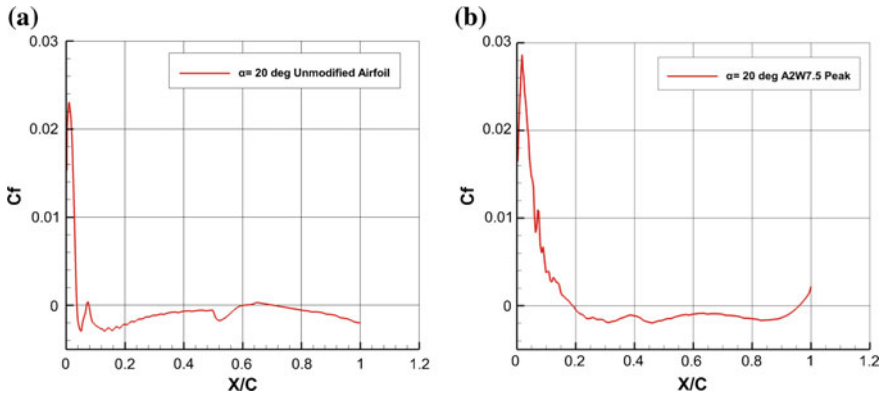 (a)
0.03
0.02
0.01
0
Cf
α= 20 deg Unmodified Airfoil
0 0.2 0.4 0.6 0.8 1 1.2
X/C
(b)
0.03
0.02
0.01
0
Cf
α= 20 deg A2W7.5 Peak
0 0.2 0.4 0.6 0.8 1 1.2
X/C